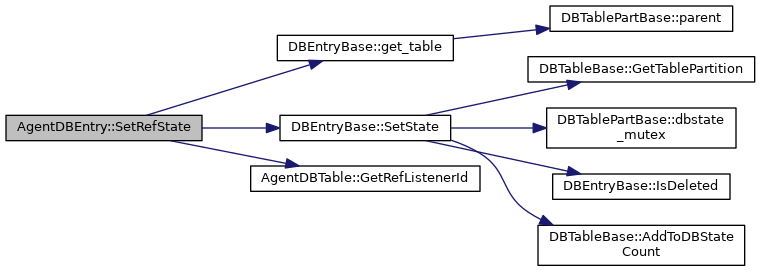 AgentDBEntry::SetRefState
DBEntryBase::get_table
DBTablePartBase::parent
DBEntryBase::SetState
DBTableBase::GetTablePartition
DBTablePartBase::dbstate
_mutex
DBEntryBase::IsDeleted
DBTableBase::AddToDBState
Count
AgentDBTable::GetRefListenerId